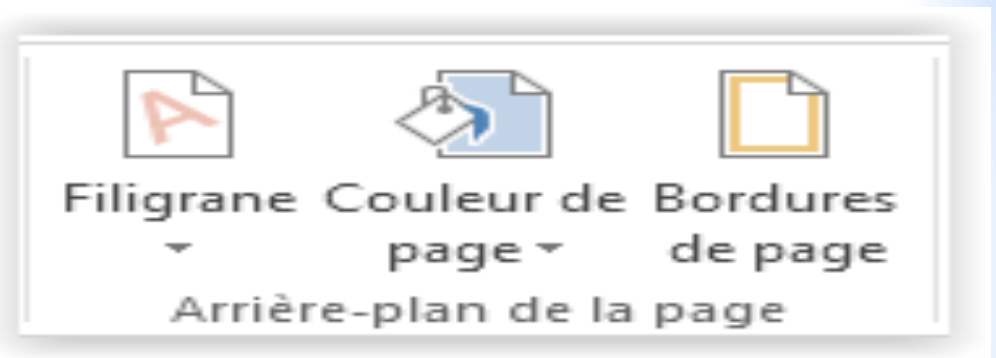 Filigrane Couleur de Bordures
page de page
Arrière-plan de la page